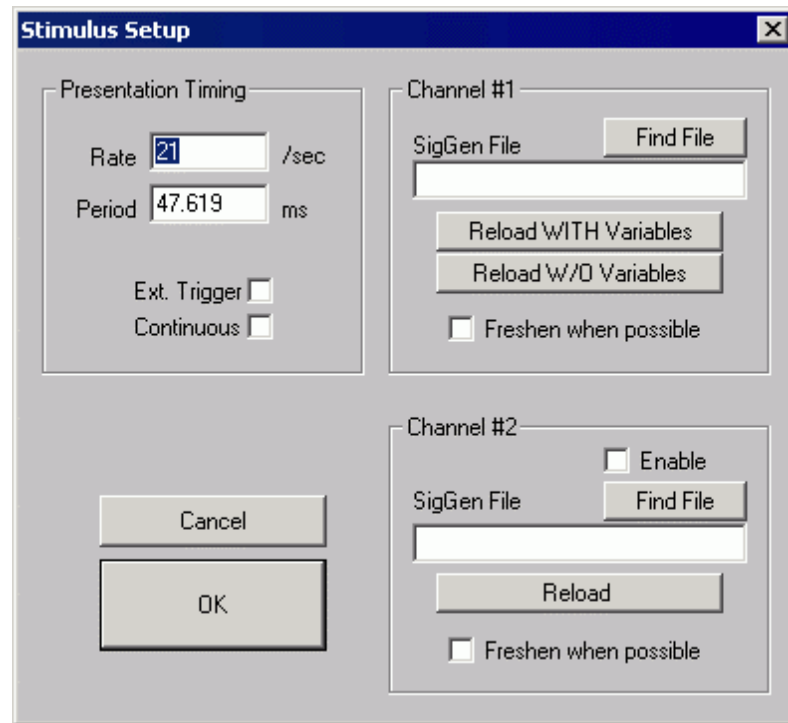 Stimulus Setup
Presentation Timing
Rate 21 /sec
Period 47.619 ms
Ext. Trigger
Continuous
Channel #1
SigGen File Find File
Reload WITH Variables
Reload W/O Variables
Freshen when possible
Channel #2
Enable
SigGen File Find File
Reload
Freshen when possible
Cancel
OK